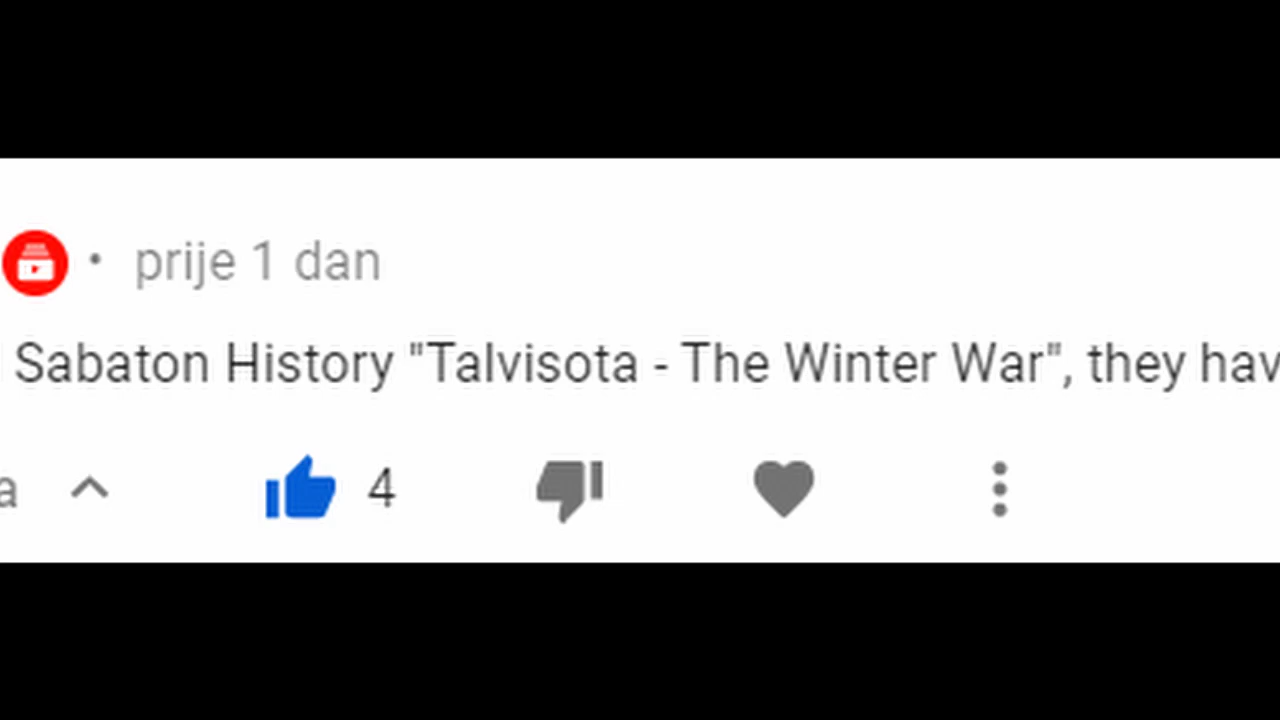 • prije 1 dan
Sabaton History "Talvisota - The Winter War", they hav
a 4